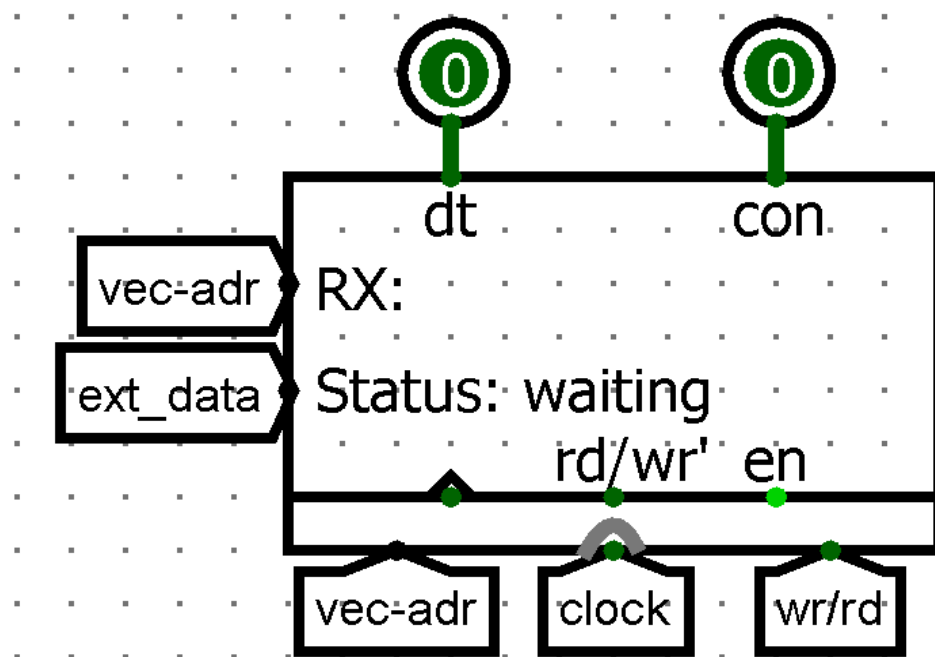 0 0
dt con
vec-adr RX:
ext_data Status: waiting
rd/wr' en
vec-adr clock wr/rd